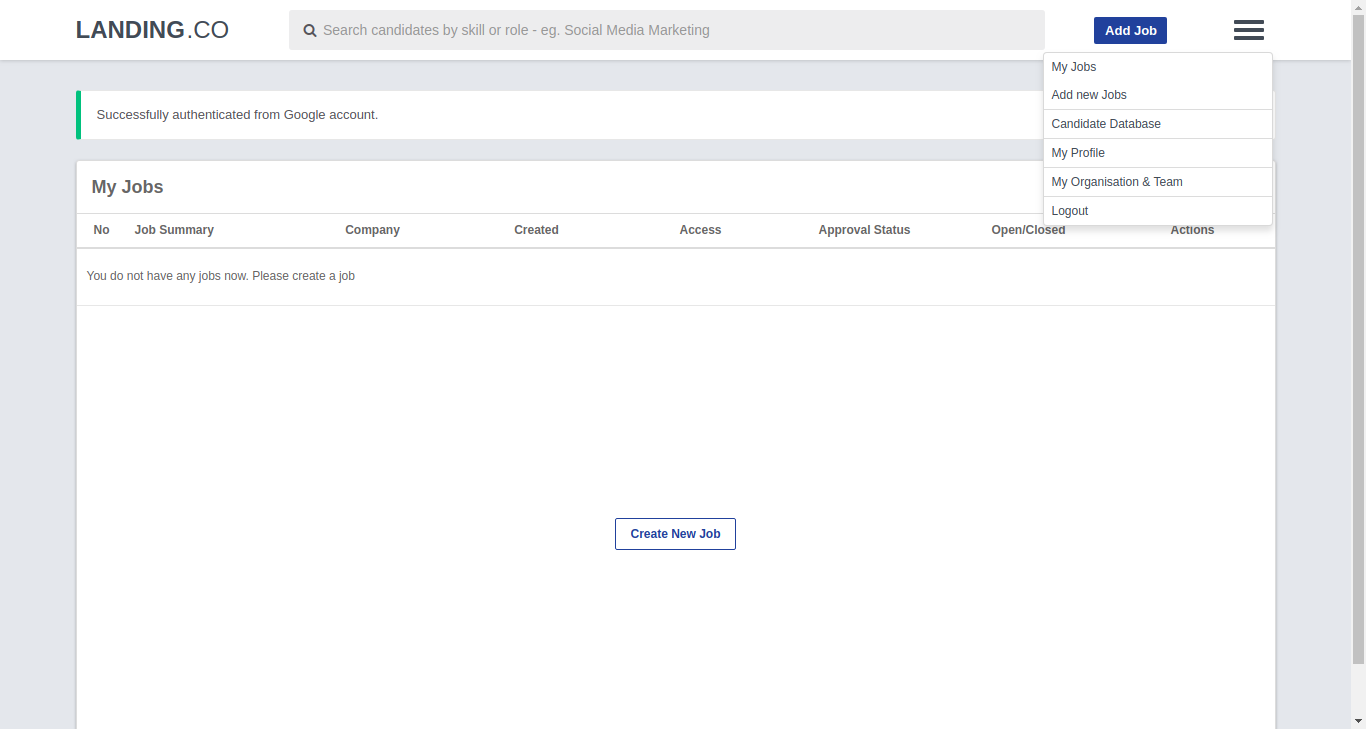 LANDING.CO
Search candidates by skill or role - eg. Social Media Marketing
Add Job
My Jobs
Add new Jobs
Candidate Database
My Profile
My Organisation & Team
Logout
Successfully authenticated from Google account.
My Jobs
No Job Summary Company Created Access Approval Status Open/Closed Actions
You do not have any jobs now. Please create a job
Create New Job